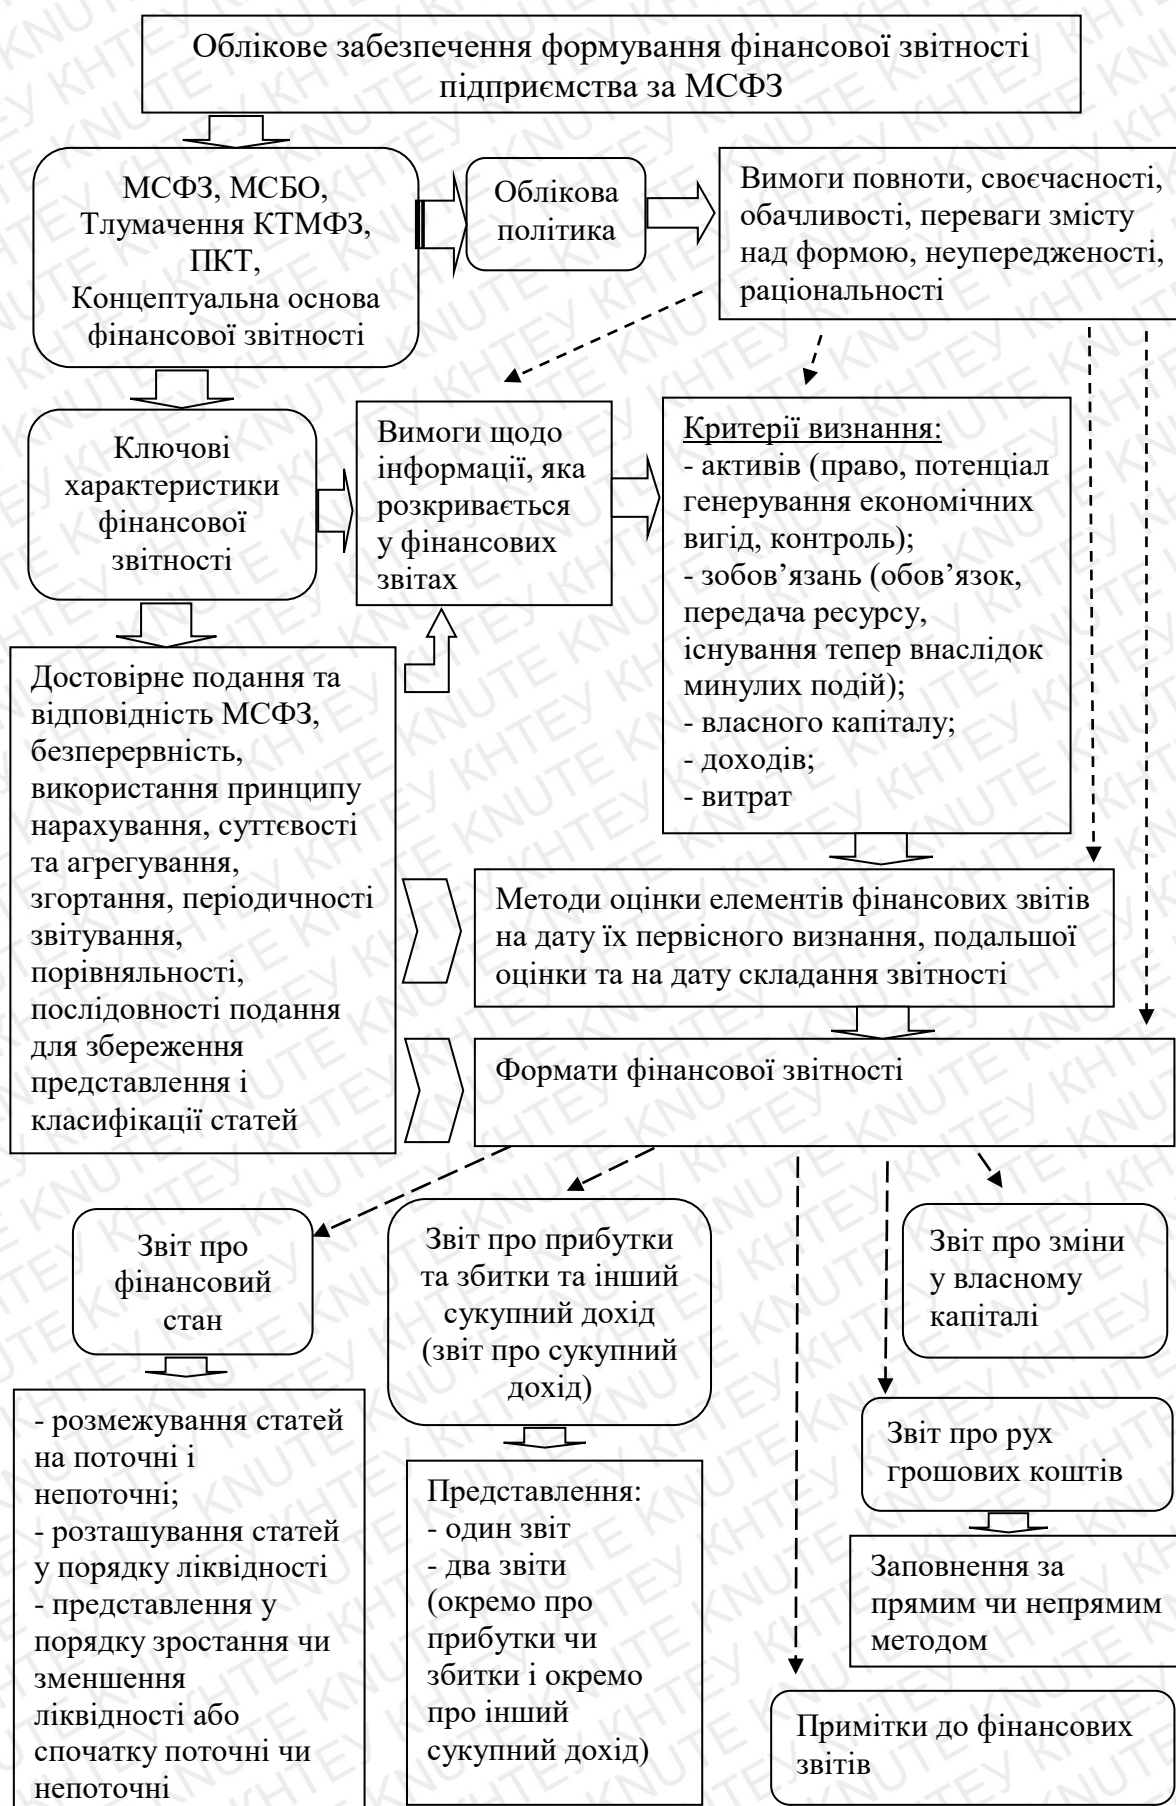 Облікове забезпечення формування фінансової звітності
підприємства за МСФЗ
МСФЗ, МСБО,
Тлумачення КТМФЗ,
ПКТ,
Концептуальна основа
фінансової звітності
Облікова
політика
Вимоги повноти, своєчасності,
обачливості, переваги змісту
над формою, неупередженості,
раціональності
Ключові
характеристики
фінансової
звітності
Вимоги щодо
інформації, яка
розкривається
у фінансових
звітах
Критерії визнання:
- активів (право, потенціал
генерування економічних
вигід, контроль);
- зобов’язань (обов’язок,
передача ресурсу,
існування тепер внаслідок
минулих подій);
- власного капіталу;
- доходів;
- витрат
Достовірне подання та
відповідність МСФЗ,
безперервність,
використання принципу
нарахування, суттєвості
та агрегування,
згортання, періодичності
звітування,
порівняльності,
послідовності подання
для збереження
представлення і
класифікації статей
Методи оцінки елементів фінансових звітів
на дату їх первісного визнання, подальшої
оцінки та на дату складання звітності
Формати фінансової звітності
Звіт про
фінансовий
стан
Звіт про прибутки
та збитки та інший
сукупний дохід
(звіт про сукупний
дохід)
Звіт про зміни
у власному
капіталі
- розмежування статей
на поточні і
непоточні;
- розташування статей
у порядку ліквідності
- представлення у
порядку зростання чи
зменшення
ліквідності або
спочатку поточні чи
непоточні
Представлення:
- один звіт
- два звіти
(окремо про
прибутки чи
збитки і окремо
про інший
сукупний дохід)
Звіт про рух
грошових коштів
Заповнення за
прямим чи непрямим
методом
Примітки до фінансових
звітів